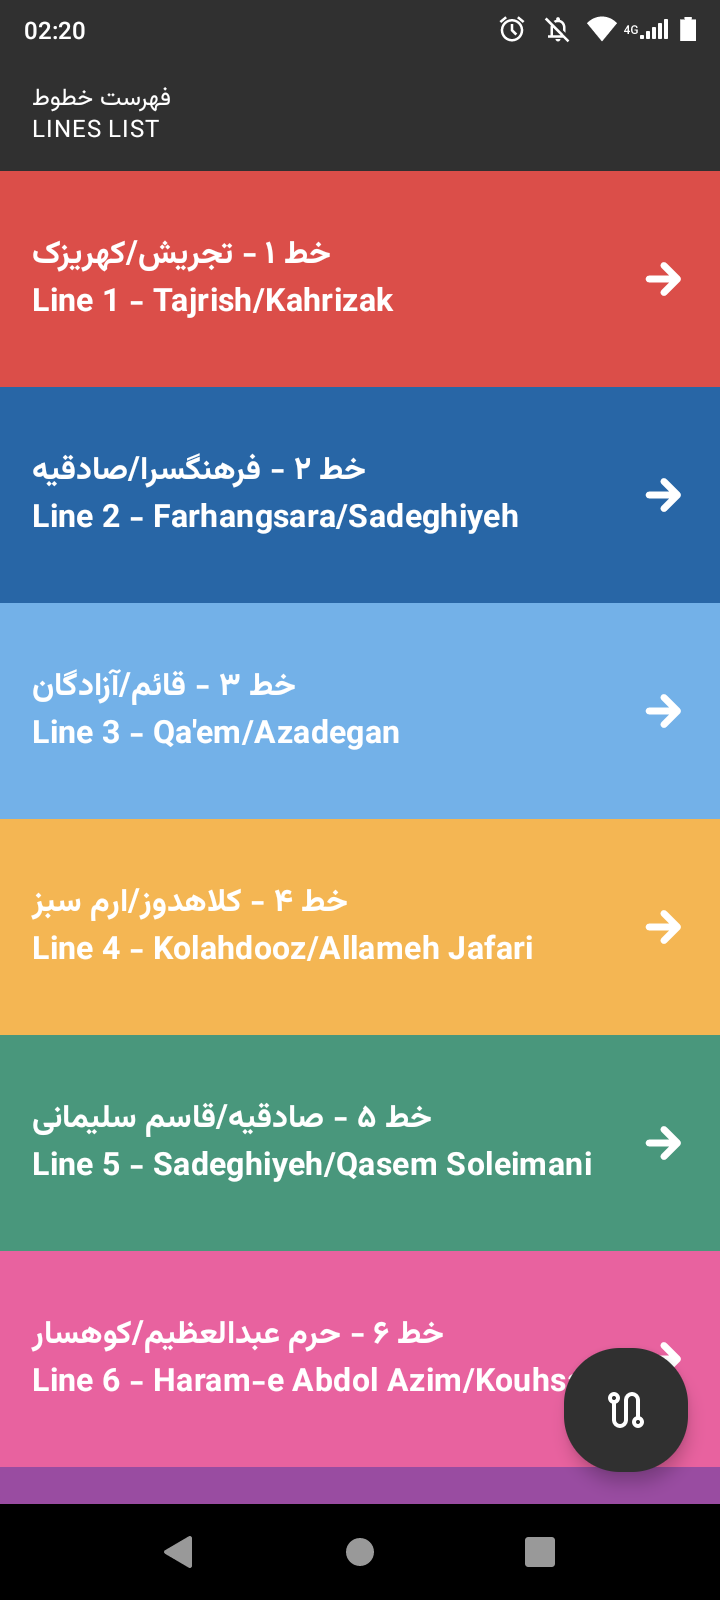 02:20
4G
فهرست خطوط
LINES LIST
خط ۱ - تجریش/کهریزک
Line 1 - Tajrish/Kahrizak
خط ۲ - فرهنگسرا/صادقیه
Line 2 - Farhangsara/Sadeghiyeh
خط ۳ - قائم/آزادگان
Line 3 - Qa'em/Azadegan
خط ۴ - کلاهدوز/ارم سبز
Line 4 - Kolahdooz/Allameh Jafari
خط ۵ - صادقیه/قاسم سلیمانی
Line 5 - Sadeghiyeh/Qasem Soleimani
خط ۶ - حرم عبدالعظیم/کوهسار
Line 6 - Haram-e Abdol Azim/